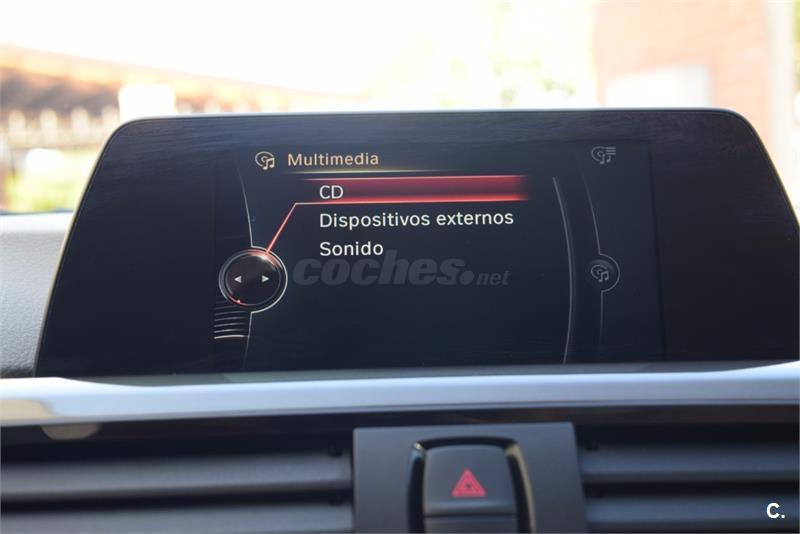 Multimedia
CD
Dispositivos externos
Sonido
coches.net
C.